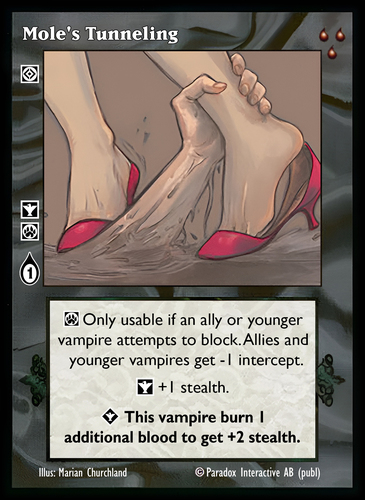 Mole's Tunneling
1
Only usable if an ally or younger
vampire attempts to block. Allies and
younger vampires get -1 intercept.
+1 stealth.
This vampire burn 1
additional blood to get +2 stealth.
Illus: Marian Churchland
© Paradox Interactive AB (publ)